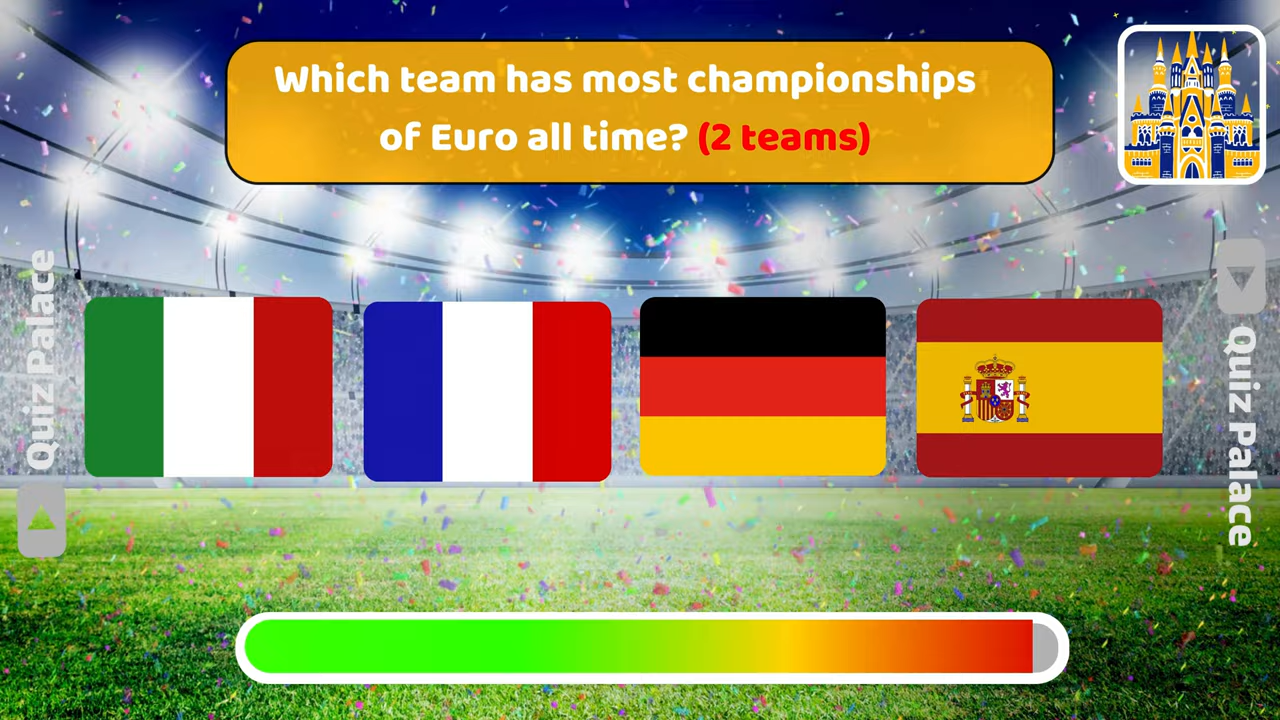 Which team has most championships
of Euro all time? (2 teams)
Quiz Palace
Quiz Palace